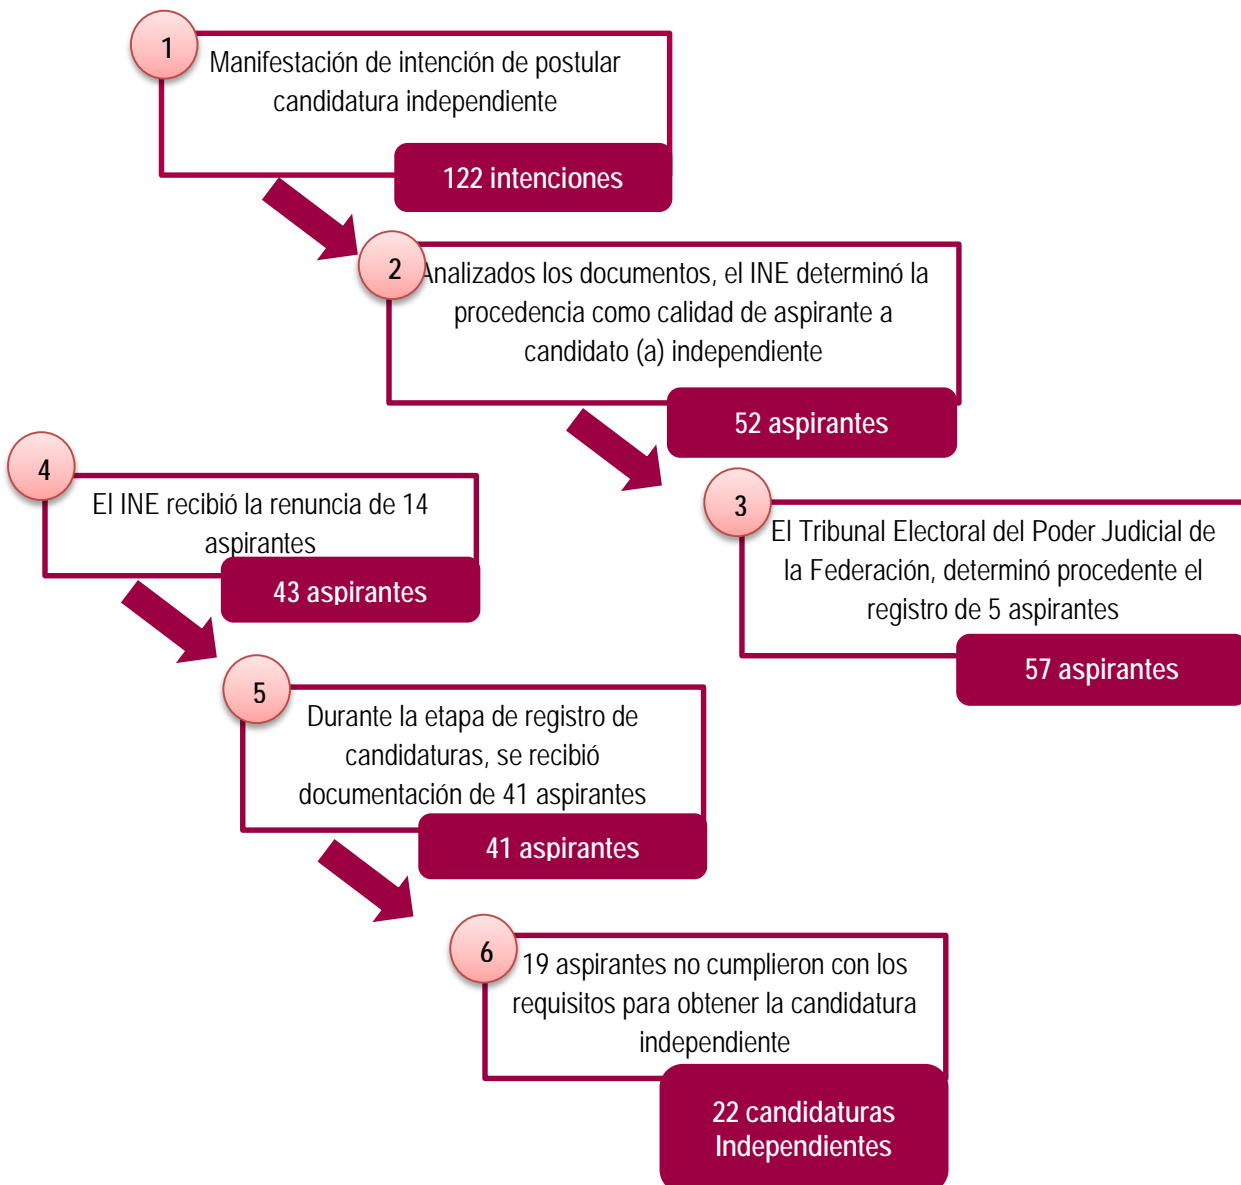 1
Manifestación de intención de postular
candidatura independiente
122 intenciones
2
Analizados los documentos, el INE determinó la
procedencia como calidad de aspirante a
candidato (a) independiente
52 aspirantes
3
El Tribunal Electoral del Poder Judicial de
la Federación, determinó procedente el
registro de 5 aspirantes
57 aspirantes
4
El INE recibió la renuncia de 14
aspirantes
43 aspirantes
5
Durante la etapa de registro de
candidaturas, se recibió
documentación de 41 aspirantes
41 aspirantes
6
19 aspirantes no cumplieron con los
requisitos para obtener la candidatura
independiente
22 candidaturas
Independientes